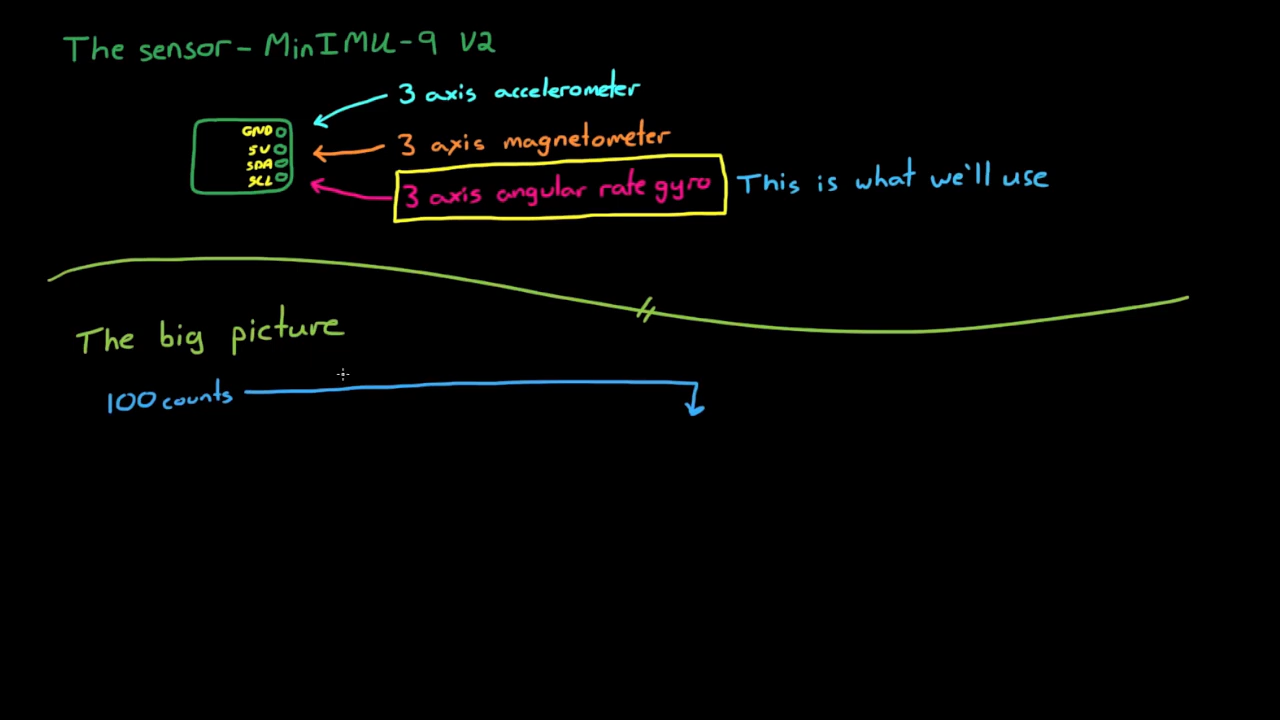 The sensor - MinIMU-9 V2
3 axis accelerometer
GND
5V
SDA
SCL
3 axis magnetometer
3 axis angular rate gyro
This is what we'll use
The big picture
100 counts